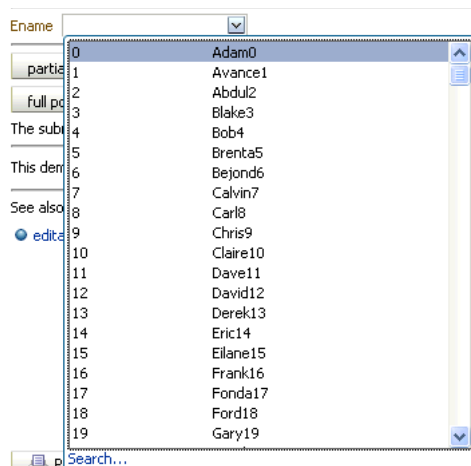 Ename
0 Adam0
1 Avance1
2 Abdul2
3 Blake3
4 Bob4
5 Brenta5
6 Bejond6
7 Calvin7
8 Carl8
9 Chris9
10 Claire10
11 Dave11
12 David12
13 Derek13
14 Eric14
15 Eilane15
16 Frank16
17 Fonda17
18 Ford18
19 Gary19
Search...
partia
full po
The subr
This dem
See also
edita
P